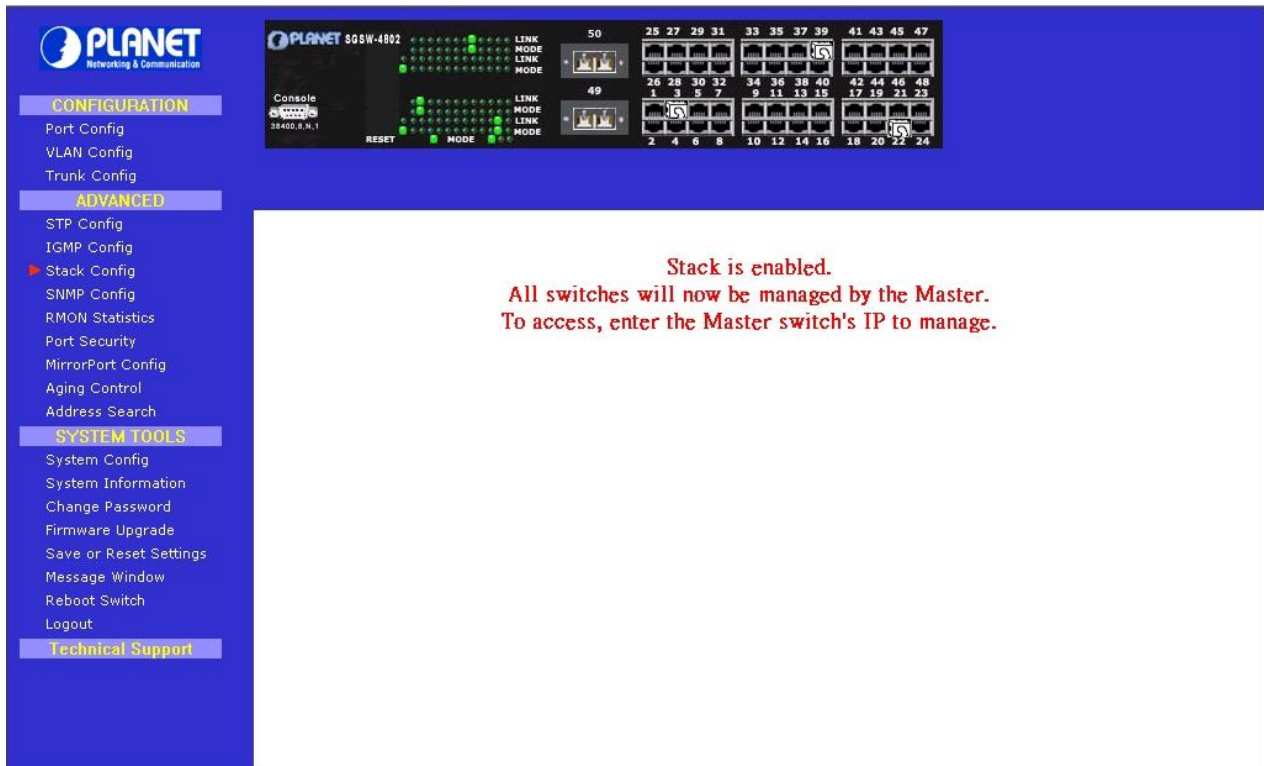 PLANET
Networking & Communication
CONFIGURATION
Port Config
VLAN Config
Trunk Config
ADVANCED
STP Config
IGMP Config
Stack Config
SNMP Config
RMON Statistics
Port Security
MirrorPort Config
Aging Control
Address Search
SYSTEM TOOLS
System Config
System Information
Change Password
Firmware Upgrade
Save or Reset Settings
Message Window
Reboot Switch
Logout
Technical Support
PLANET SGSW-4802
LINK
MODE
LINK
MODE
Console
38400,8,N,1
LINK
MODE
LINK
MODE
RESET MODE
50
49
25 27 29 31 33 35 37 39 41 43 45 47
26 28 30 32 34 36 38 40 42 44 46 48
1 3 5 7 9 11 13 15 17 19 21 23
2 4 6 8 10 12 14 16 18 20 22 24
Stack is enabled.
All switches will now be managed by the Master.
To access, enter the Master switch's IP to manage.